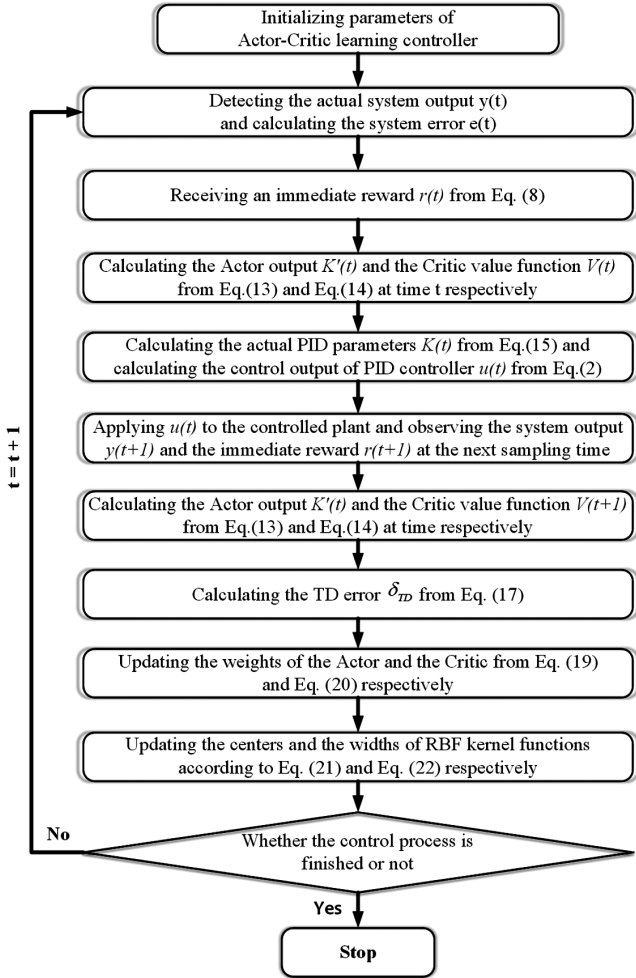 Initializing parameters of
Actor-Critic learning controller
Detecting the actual system output y(t)
and calculating the system error e(t)
Receiving an immediate reward r(t) from Eq. (8)
Calculating the Actor output K'(t) and the Critic value function V(t)
from Eq.(13) and Eq.(14) at time t respectively
Calculating the actual PID parameters K(t) from Eq.(15) and
calculating the control output of PID controller u(t) from Eq.(2)
Applying u(t) to the controlled plant and observing the system output
y(t+1) and the immediate reward r(t+1) at the next sampling time
Calculating the Actor output K'(t) and the Critic value function V(t+1)
from Eq.(13) and Eq.(14) at time respectively
Calculating the TD error δ_TD from Eq. (17)
Updating the weights of the Actor and the Critic from Eq. (19)
and Eq. (20) respectively
Updating the centers and the widths of RBF kernel functions
according to Eq. (21) and Eq. (22) respectively
Whether the control process is
finished or not
No
t = t + 1
Yes
Stop